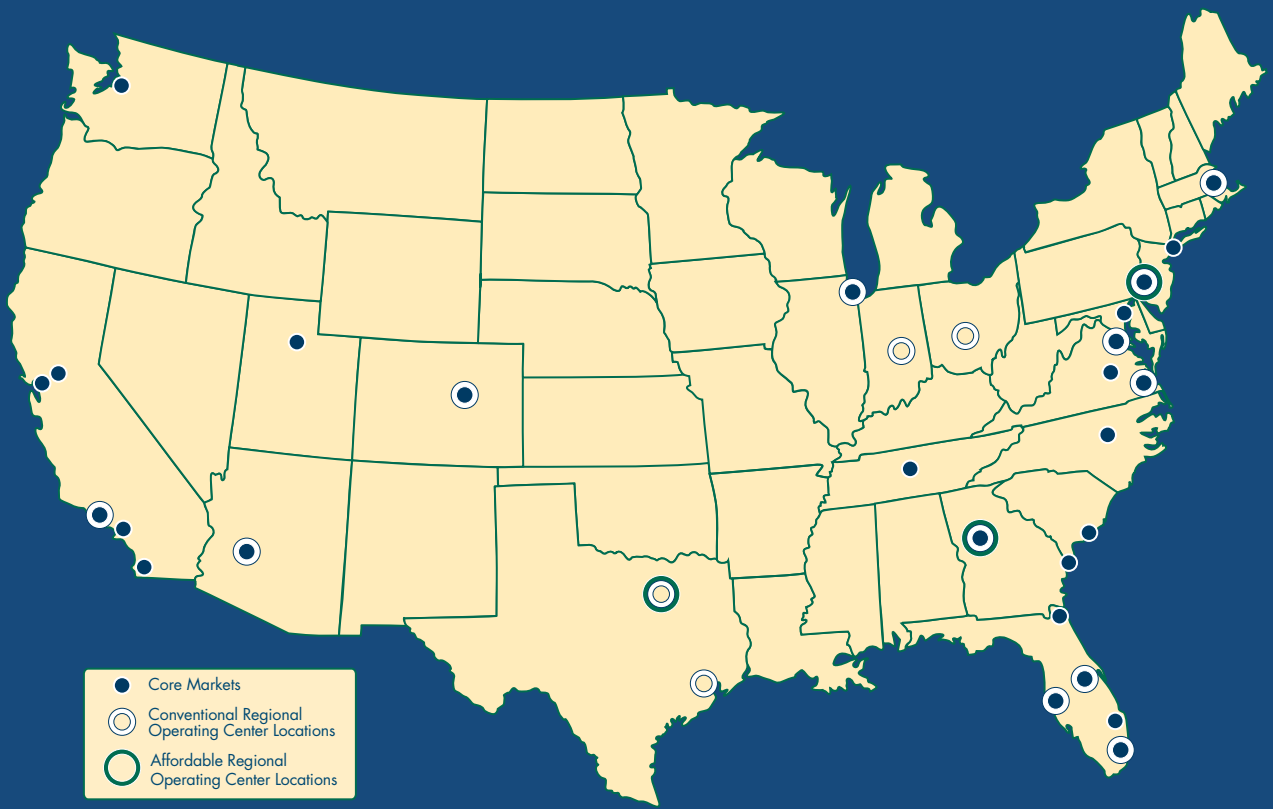 Core Markets
Conventional Regional
Operating Center Locations
Affordable Regional
Operating Center Locations